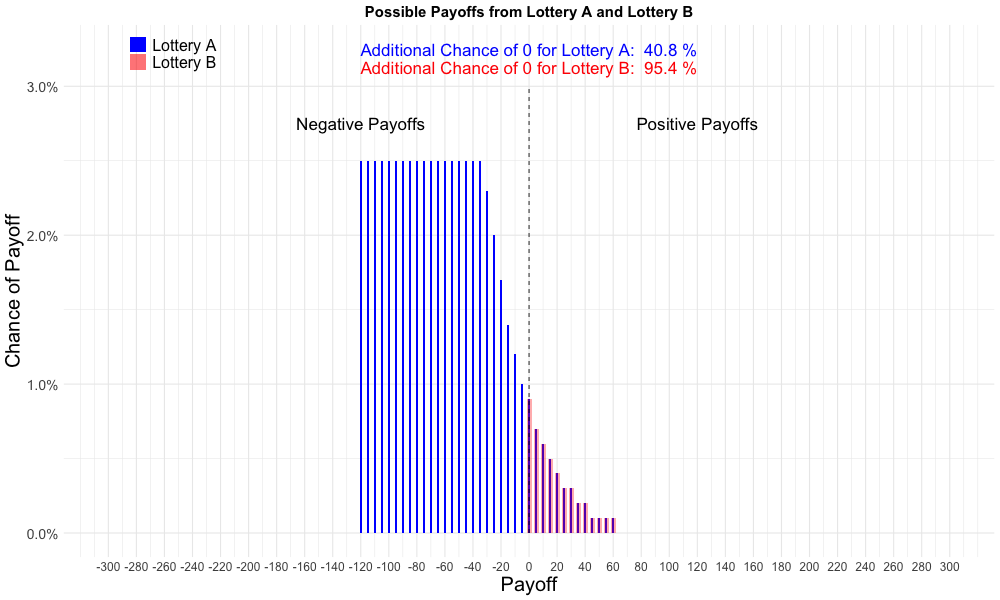 Possible Payoffs from Lottery A and Lottery B
Lottery A
Lottery B
Additional Chance of 0 for Lottery A: 40.8 %
Additional Chance of 0 for Lottery B: 95.4 %
Negative Payoffs
Positive Payoffs
Chance of Payoff
3.0%
2.0%
1.0%
0.0%
-300 -280 -260 -240 -220 -200 -180 -160 -140 -120 -100 -80 -60 -40 -20 0 20 40 60 80 100 120 140 160 180 200 220 240 260 280 300
Payoff